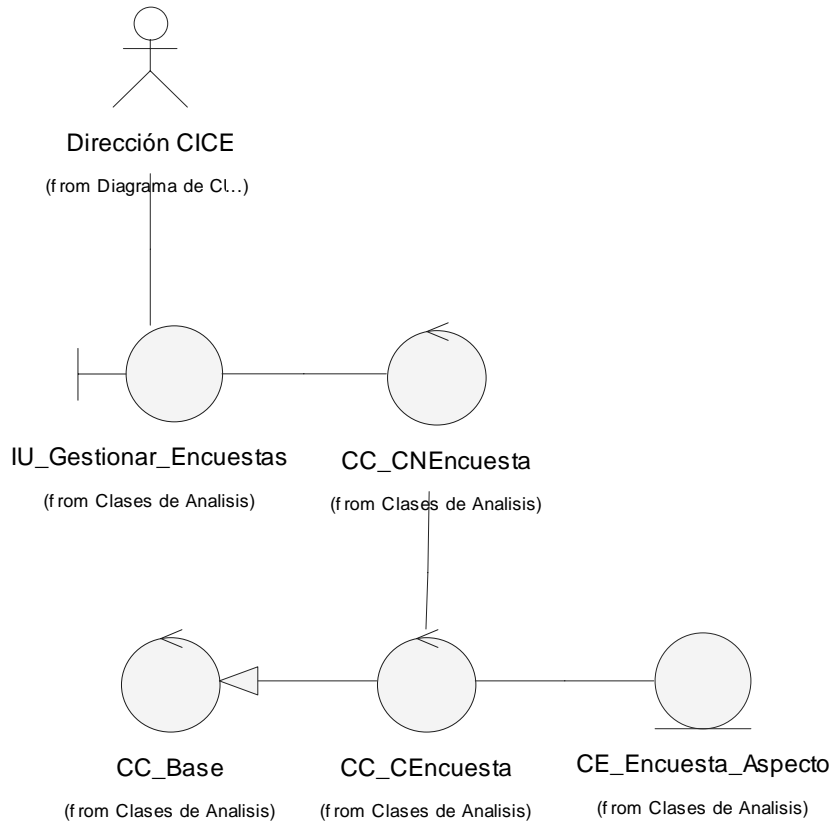 Dirección CICE
(from Diagrama de Cl...)
IU_Gestionar_Encuestas
(from Clases de Analisis)
CC_CNEncuesta
(from Clases de Analisis)
CC_Base
(from Clases de Analisis)
CC_CEncuesta
(from Clases de Analisis)
CE_Encuesta_Aspecto
(from Clases de Analisis)